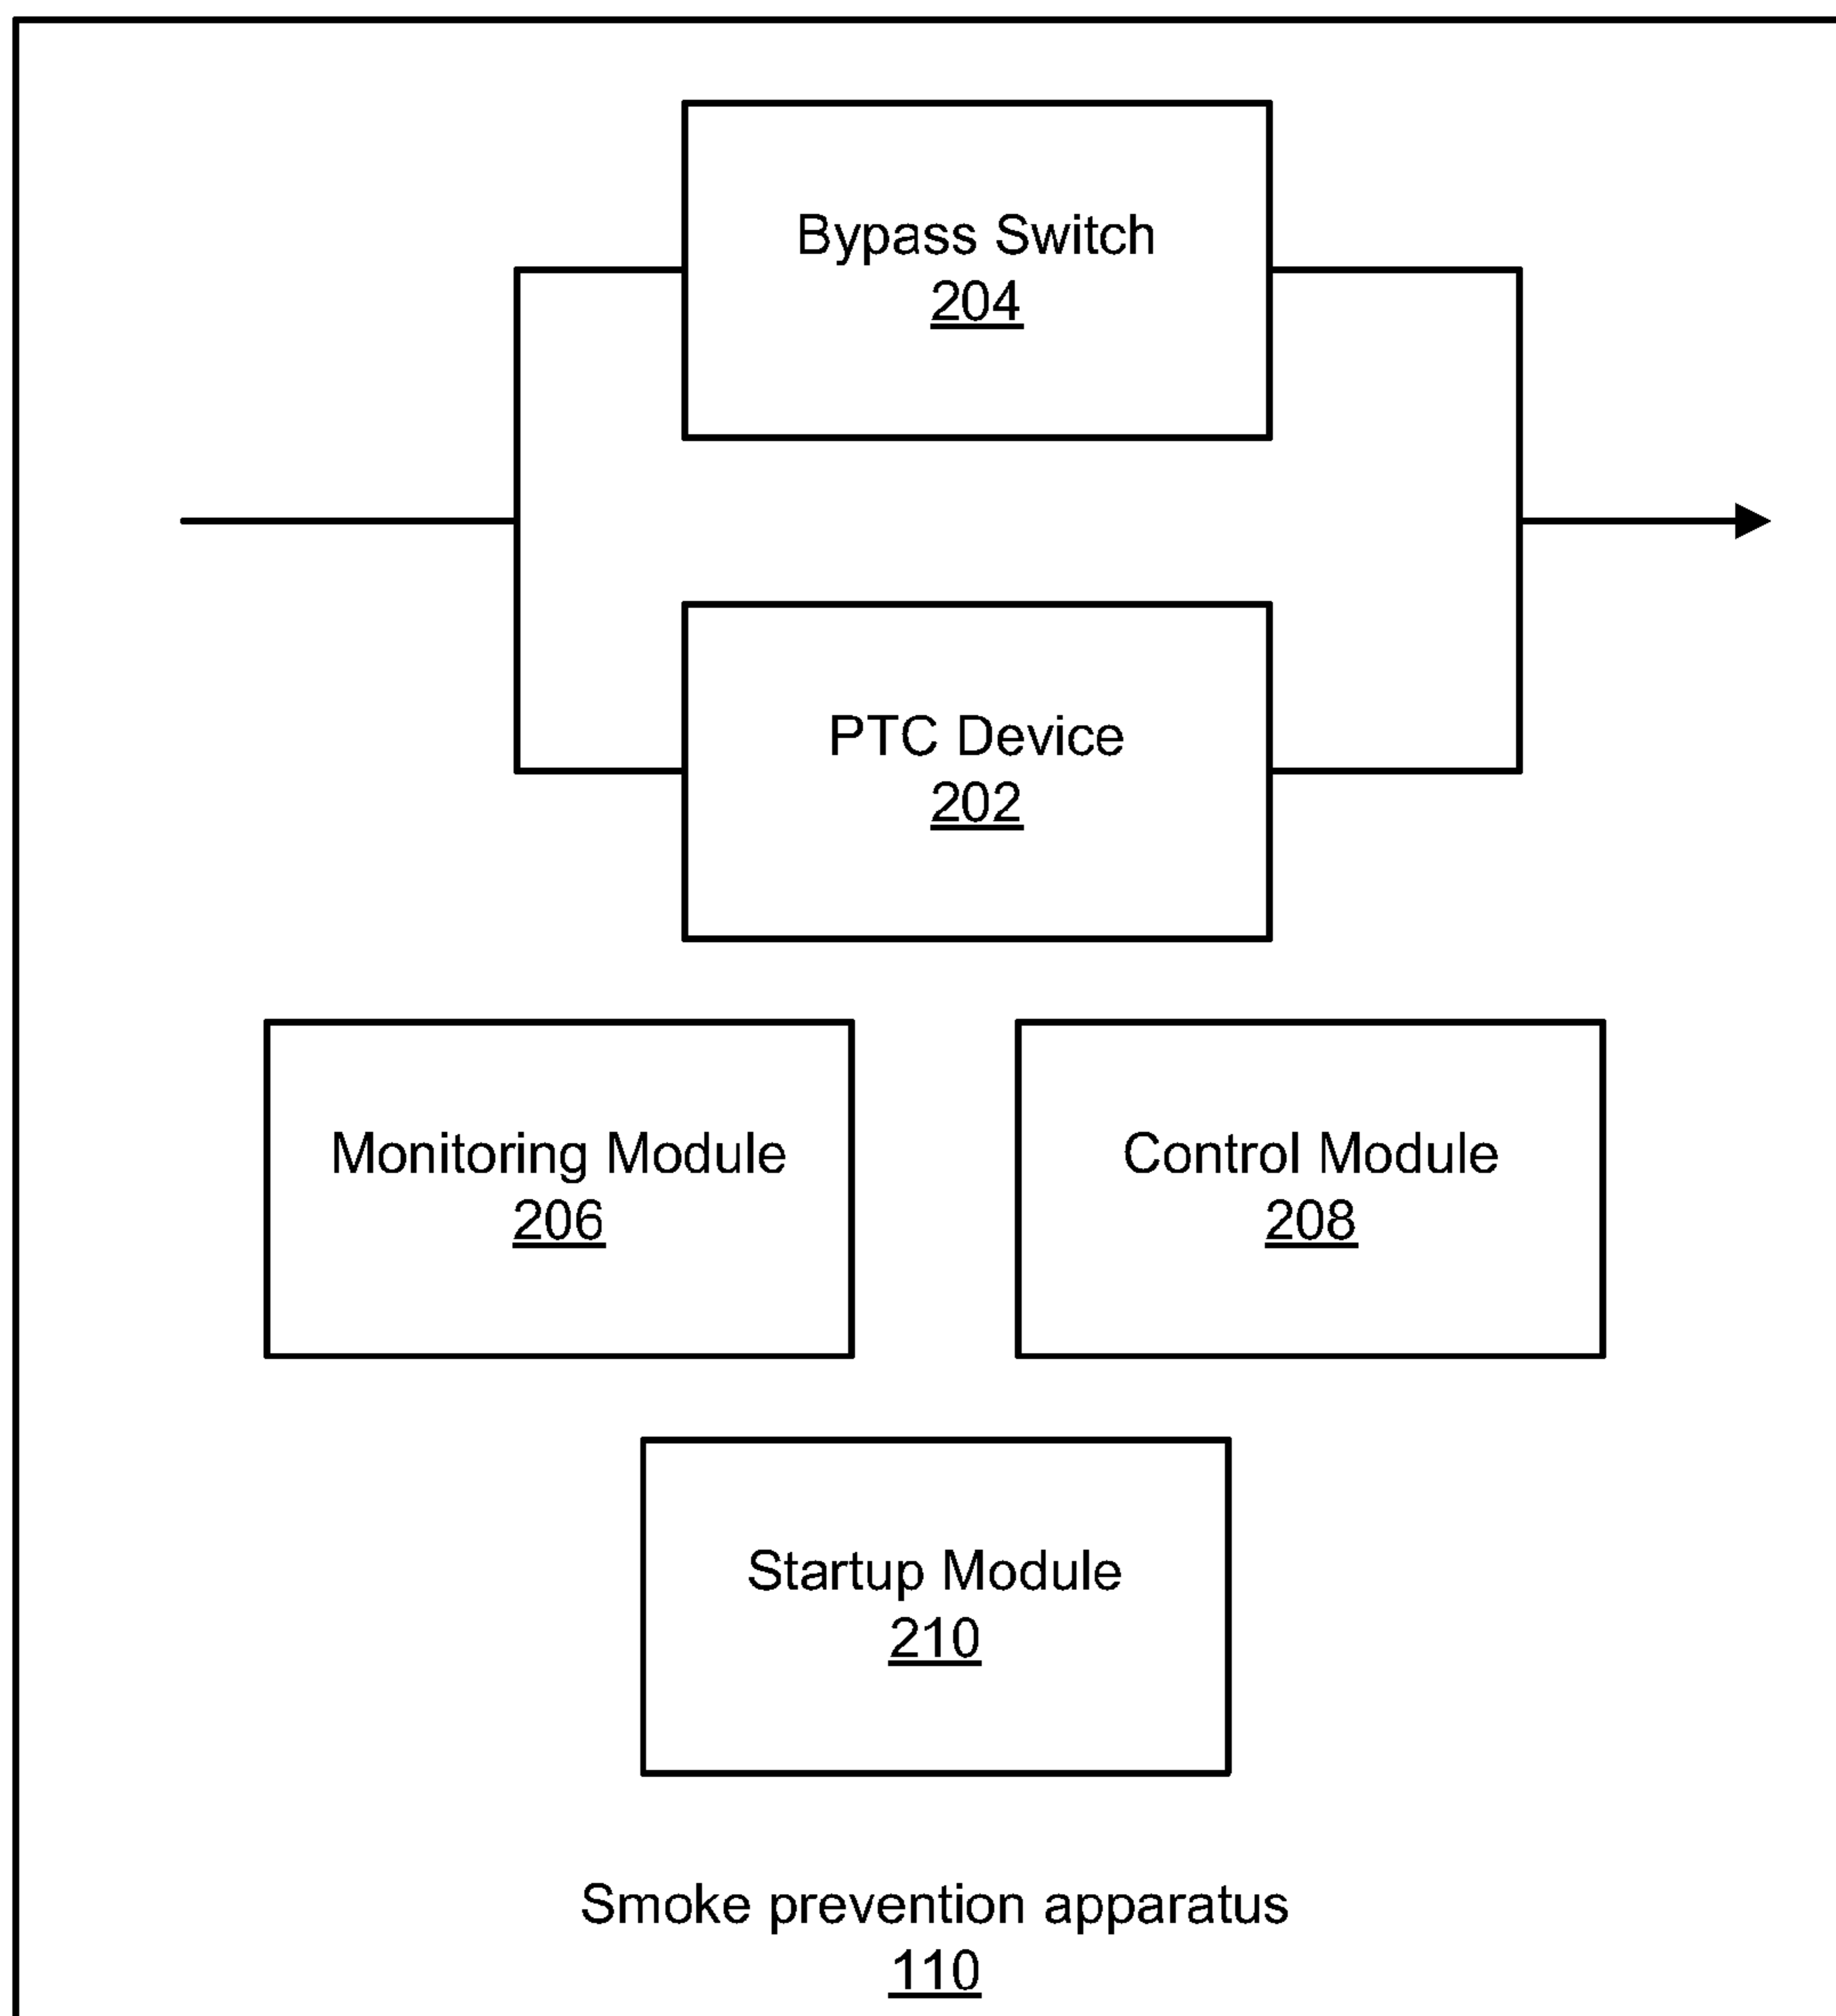 Bypass Switch
204
PTC Device
202
Monitoring Module
206
Control Module
208
Startup Module
210
Smoke prevention apparatus
110